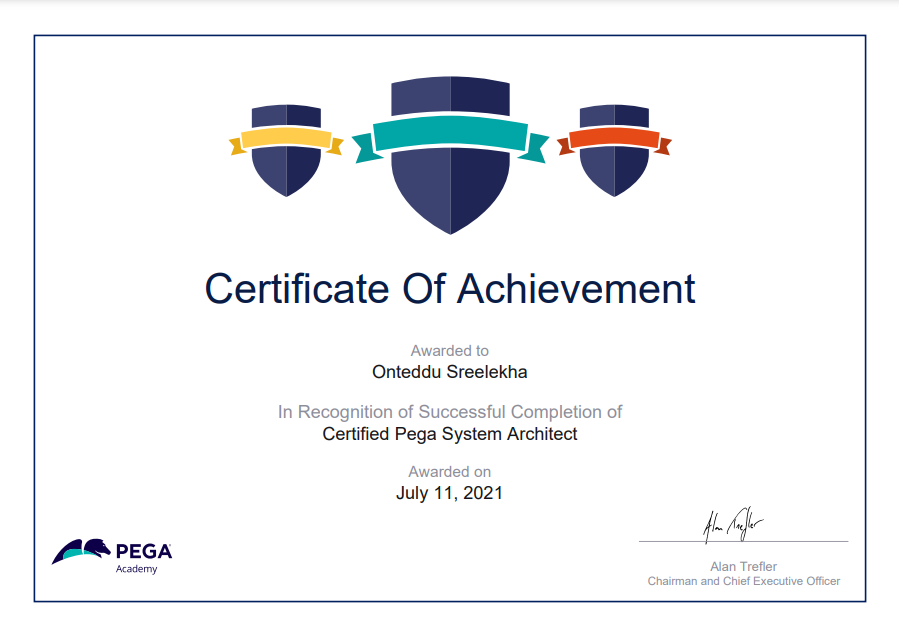 Certificate Of Achievement
Awarded to
Onteddu Sreelekha
In Recognition of Successful Completion of
Certified Pega System Architect
Awarded on
July 11, 2021
Alan Trefler
PEGA
Academy
Alan Trefler
Chairman and Chief Executive Officer